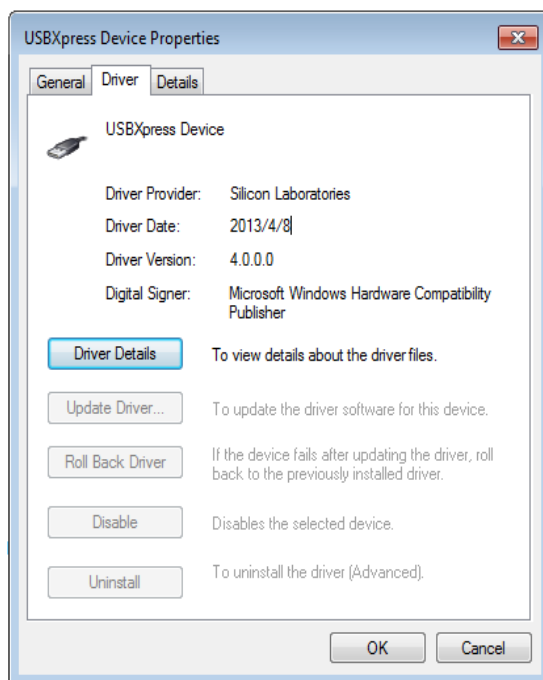 USBXpress Device Properties
General Driver Details
USBXpress Device
Driver Provider: Silicon Laboratories
Driver Date: 2013/4/8
Driver Version: 4.0.0.0
Digital Signer: Microsoft Windows Hardware Compatibility
Publisher
Driver Details To view details about the driver files.
Update Driver... To update the driver software for this device.
Roll Back Driver If the device fails after updating the driver, roll
back to the previously installed driver.
Disable Disables the selected device.
Uninstall To uninstall the driver (Advanced).
OK Cancel